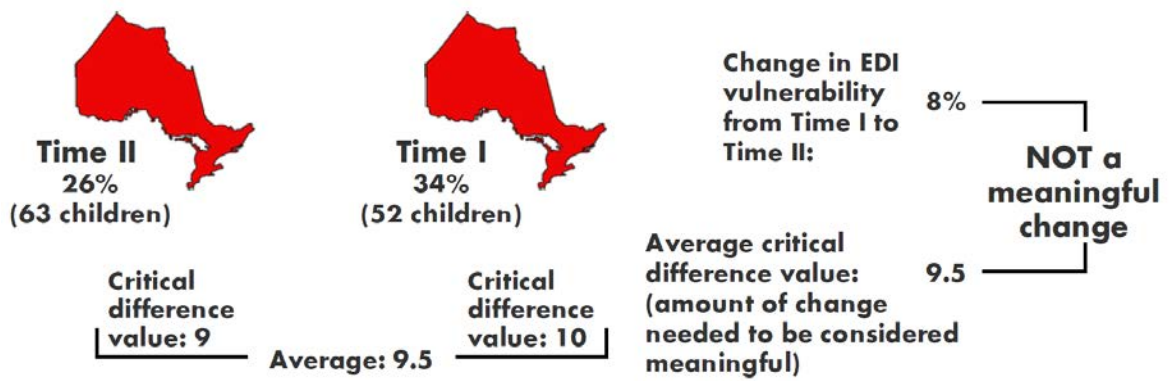 Time II
26%
(63 children)
Time I
34%
(52 children)
Critical
difference
value: 9
Critical
difference
value: 10
Average: 9.5
Change in EDI
vulnerability
from Time I to
Time II:
8%
Average critical
difference value:
(amount of change
needed to be considered
meaningful)
9.5
NOT a
meaningful
change